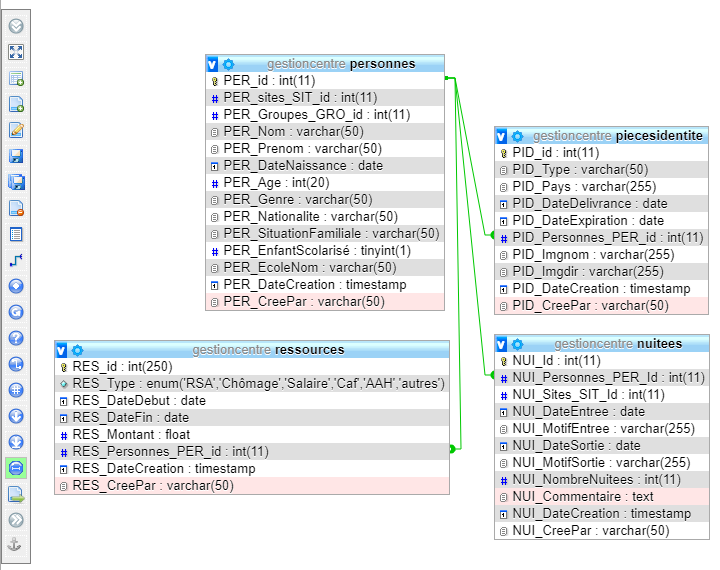 gestioncentre personnes
PER_id : int(11)
PER_sites_SIT_id : int(11)
PER_Groupes_GRO_id : int(11)
PER_Nom : varchar(50)
PER_Prenom : varchar(50)
PER_DateNaissance : date
PER_Age : int(20)
PER_Genre : varchar(50)
PER_Nationalite : varchar(50)
PER_SituationFamiliale : varchar(50)
PER_EnfantScolarisé : tinyint(1)
PER_EcoleNom : varchar(50)
PER_DateCreation : timestamp
PER_CreePar : varchar(50)
gestioncentre piecesidentite
PID_id : int(11)
PID_Type : varchar(50)
PID_Pays : varchar(255)
PID_DateDelivrance : date
PID_DateExpiration : date
PID_Personnes_PER_id : int(11)
PID_Imgnom : varchar(255)
PID_Imgdir : varchar(255)
PID_DateCreation : timestamp
PID_CreePar : varchar(50)
gestioncentre ressources
RES_id : int(250)
RES_Type : enum('RSA','Chômage','Salaire','Caf','AAH','autres')
RES_DateDebut : date
RES_DateFin : date
RES_Montant : float
RES_Personnes_PER_id : int(11)
RES_DateCreation : timestamp
RES_CreePar : varchar(50)
gestioncentre nuitees
NUI_Id : int(11)
NUI_Personnes_PER_Id : int(11)
NUI_Sites_SIT_Id : int(11)
NUI_DateEntree : date
NUI_MotifEntree : varchar(255)
NUI_DateSortie : date
NUI_MotifSortie : varchar(255)
NUI_NombreNuitees : int(11)
NUI_Commentaire : text
NUI_DateCreation : timestamp
NUI_CreePar : varchar(50)